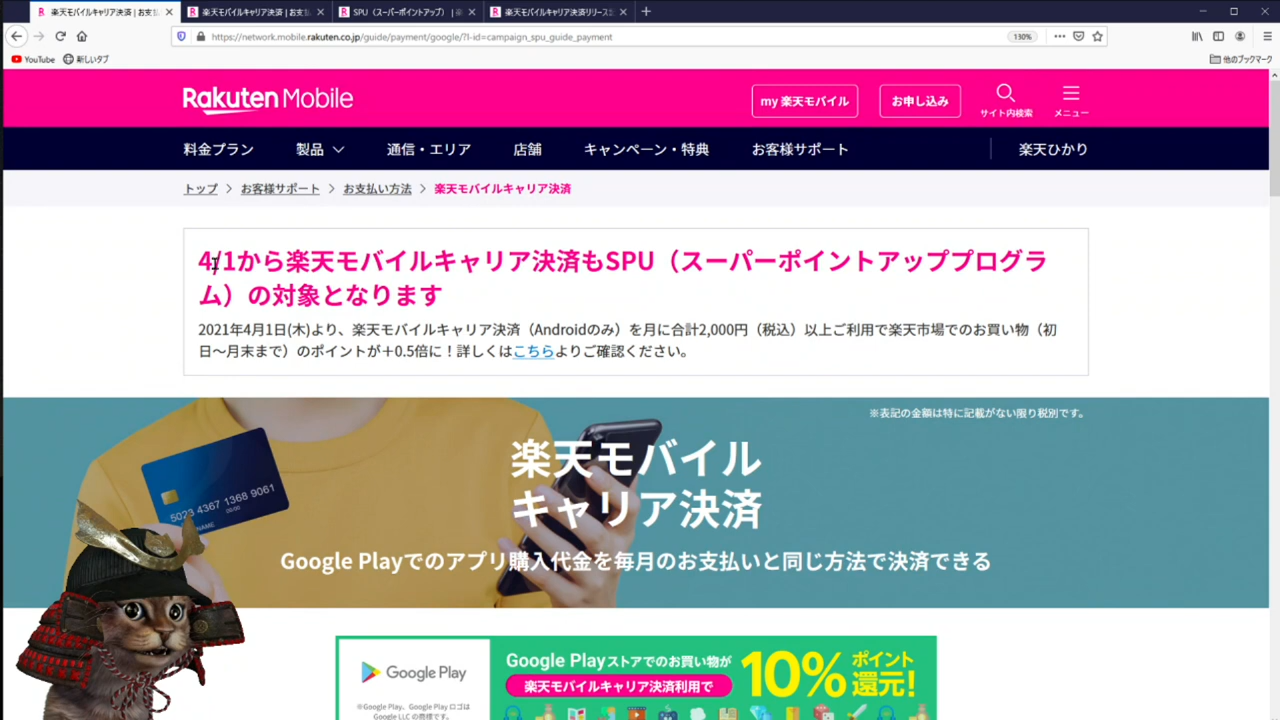 楽天モバイルキャリア決済 | お支払
楽天モバイルキャリア決済 | お支払
SPU（スーパーポイントアップ） | 楽
楽天モバイルキャリア決済リリース
https://network.mobile.rakuten.co.jp/guide/payment/google/?l-id=campaign_spu_guide_payment
130%
YouTube
新しいタブ
他のブックマーク
Rakuten Mobile
my 楽天モバイル
お申し込み
サイト内検索
メニュー
料金プラン
製品
通信・エリア
店舗
キャンペーン・特典
お客様サポート
楽天ひかり
トップ > お客様サポート > お支払い方法 > 楽天モバイルキャリア決済
4/1から楽天モバイルキャリア決済もSPU（スーパーポイントアッププログラ
ム）の対象となります
2021年4月1日(木)より、楽天モバイルキャリア決済（Androidのみ）を月に合計2,000円（税込）以上ご利用で楽天市場でのお買い物（初
日～月末まで）のポイントが＋0.5倍に！詳しくはこちらよりご確認ください。
※表記の金額は特に記載がない限り税別です。
楽天モバイル
キャリア決済
5023 4367 1368 9061
Google Playでのアプリ購入代金を毎月のお支払いと同じ方法で決済できる
Google Play
※Google Play、Google Play ロゴは
Google LLC の商標です。
Google Playストアでのお買い物が
楽天モバイルキャリア決済利用で
10%
ポイント
還元!